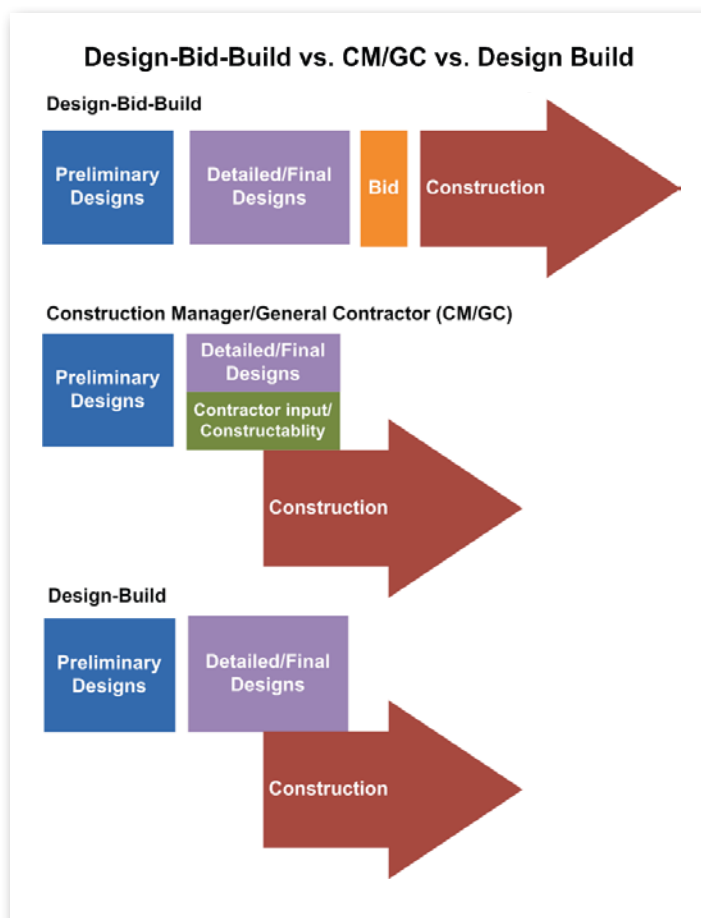 Design-Bid-Build vs. CM/GC vs. Design Build
Design-Bid-Build
Preliminary
Designs
Detailed/Final
Designs
Bid
Construction
Construction Manager/General Contractor (CM/GC)
Preliminary
Designs
Detailed/Final
Designs
Contractor input/
Constructablity
Construction
Design-Build
Preliminary
Designs
Detailed/Final
Designs
Construction